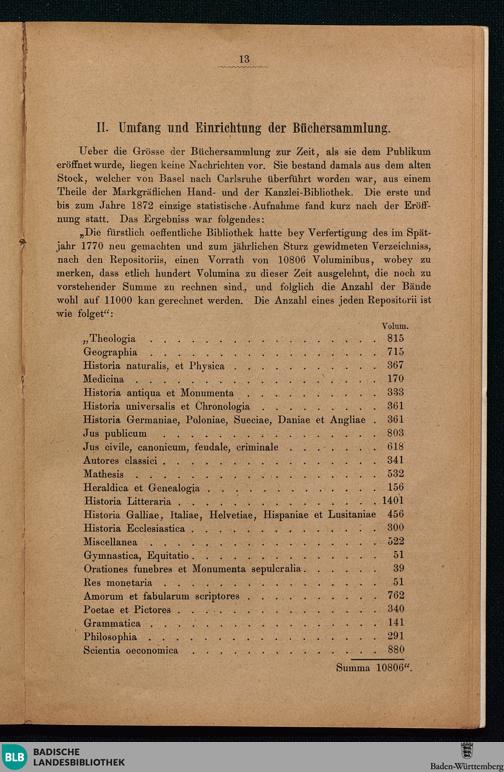 13
II. Umfang und Einrichtung der Büchersammlung.
Ueber die Grösse der Büchersammlung zur Zeit, als sie dem Publikum
eröffnet wurde, liegen keine Nachrichten vor. Sie bestand damals aus dem alten
Stock, welcher von Basel nach Carlsruhe überführt worden war, aus einem
Theile der Markgräflichen Hand- und der Kanzlei-Bibliothek. Die erste und
bis zum Jahre 1872 einzige statistische Aufnahme fand kurz nach der Eröff-
nung statt. Das Ergebniss war folgendes:
„Die fürstlich oeffentliche Bibliothek hatte bey Verfertigung des im Spät-
jahr 1770 neu gemachten und zum jährlichen Sturz gewidmeten Verzeichniss,
nach den Repositoriis, einen Vorrath von 10806 Voluminibus, wobey zu
merken, dass etlich hundert Volumina zu dieser Zeit ausgelehnt, die noch zu
vorstehender Summe zu rechnen sind, und folglich die Anzahl der Bände
wohl auf 11000 kan gerechnet werden. Die Anzahl eines jeden Repositorii ist
wie folget“:
Volum.
„Theologia . . . . . . . . . . . . . . . . 815
Geographia . . . . . . . . . . . . . . . . 715
Historia naturalis, et Physica . . . . . . . . . . 367
Medicina . . . . . . . . . . . . . . . . . 170
Historia antiqua et Monumenta . . . . . . . . . 333
Historia universalis et Chronologia . . . . . . . . 361
Historia Germaniae, Poloniae, Sueciae, Daniae et Angliae . 361
Jus publicum . . . . . . . . . . . . . . . 803
Jus civile, canonicum, feudale, criminale . . . . . . 618
Autores classici . . . . . . . . . . . . . . . 341
Mathesis . . . . . . . . . . . . . . . . . 532
Heraldica et Genealogia . . . . . . . . . . . . 156
Historia Litteraria . . . . . . . . . . . . . . 1401
Historia Galliae, Italiae, Helvetiae, Hispaniae et Lusitaniae 456
Historia Ecclesiastica . . . . . . . . . . . . . 300
Miscellanea . . . . . . . . . . . . . . . . 522
Gymnastica, Equitatio . . . . . . . . . . . . . 51
Orationes funebres et Monumenta sepulcralia . . . . . 39
Res monetaria . . . . . . . . . . . . . . . 51
Amorum et fabularum scriptores . . . . . . . . . 762
Poetae et Pictores . . . . . . . . . . . . . . 340
Grammatica . . . . . . . . . . . . . . . . 141
Philosophia . . . . . . . . . . . . . . . . 291
Scientia oeconomica . . . . . . . . . . . . . 880
Summa 10806“.
BLB BADISCHE
LANDESBIBLIOTHEK
Baden-Württemberg